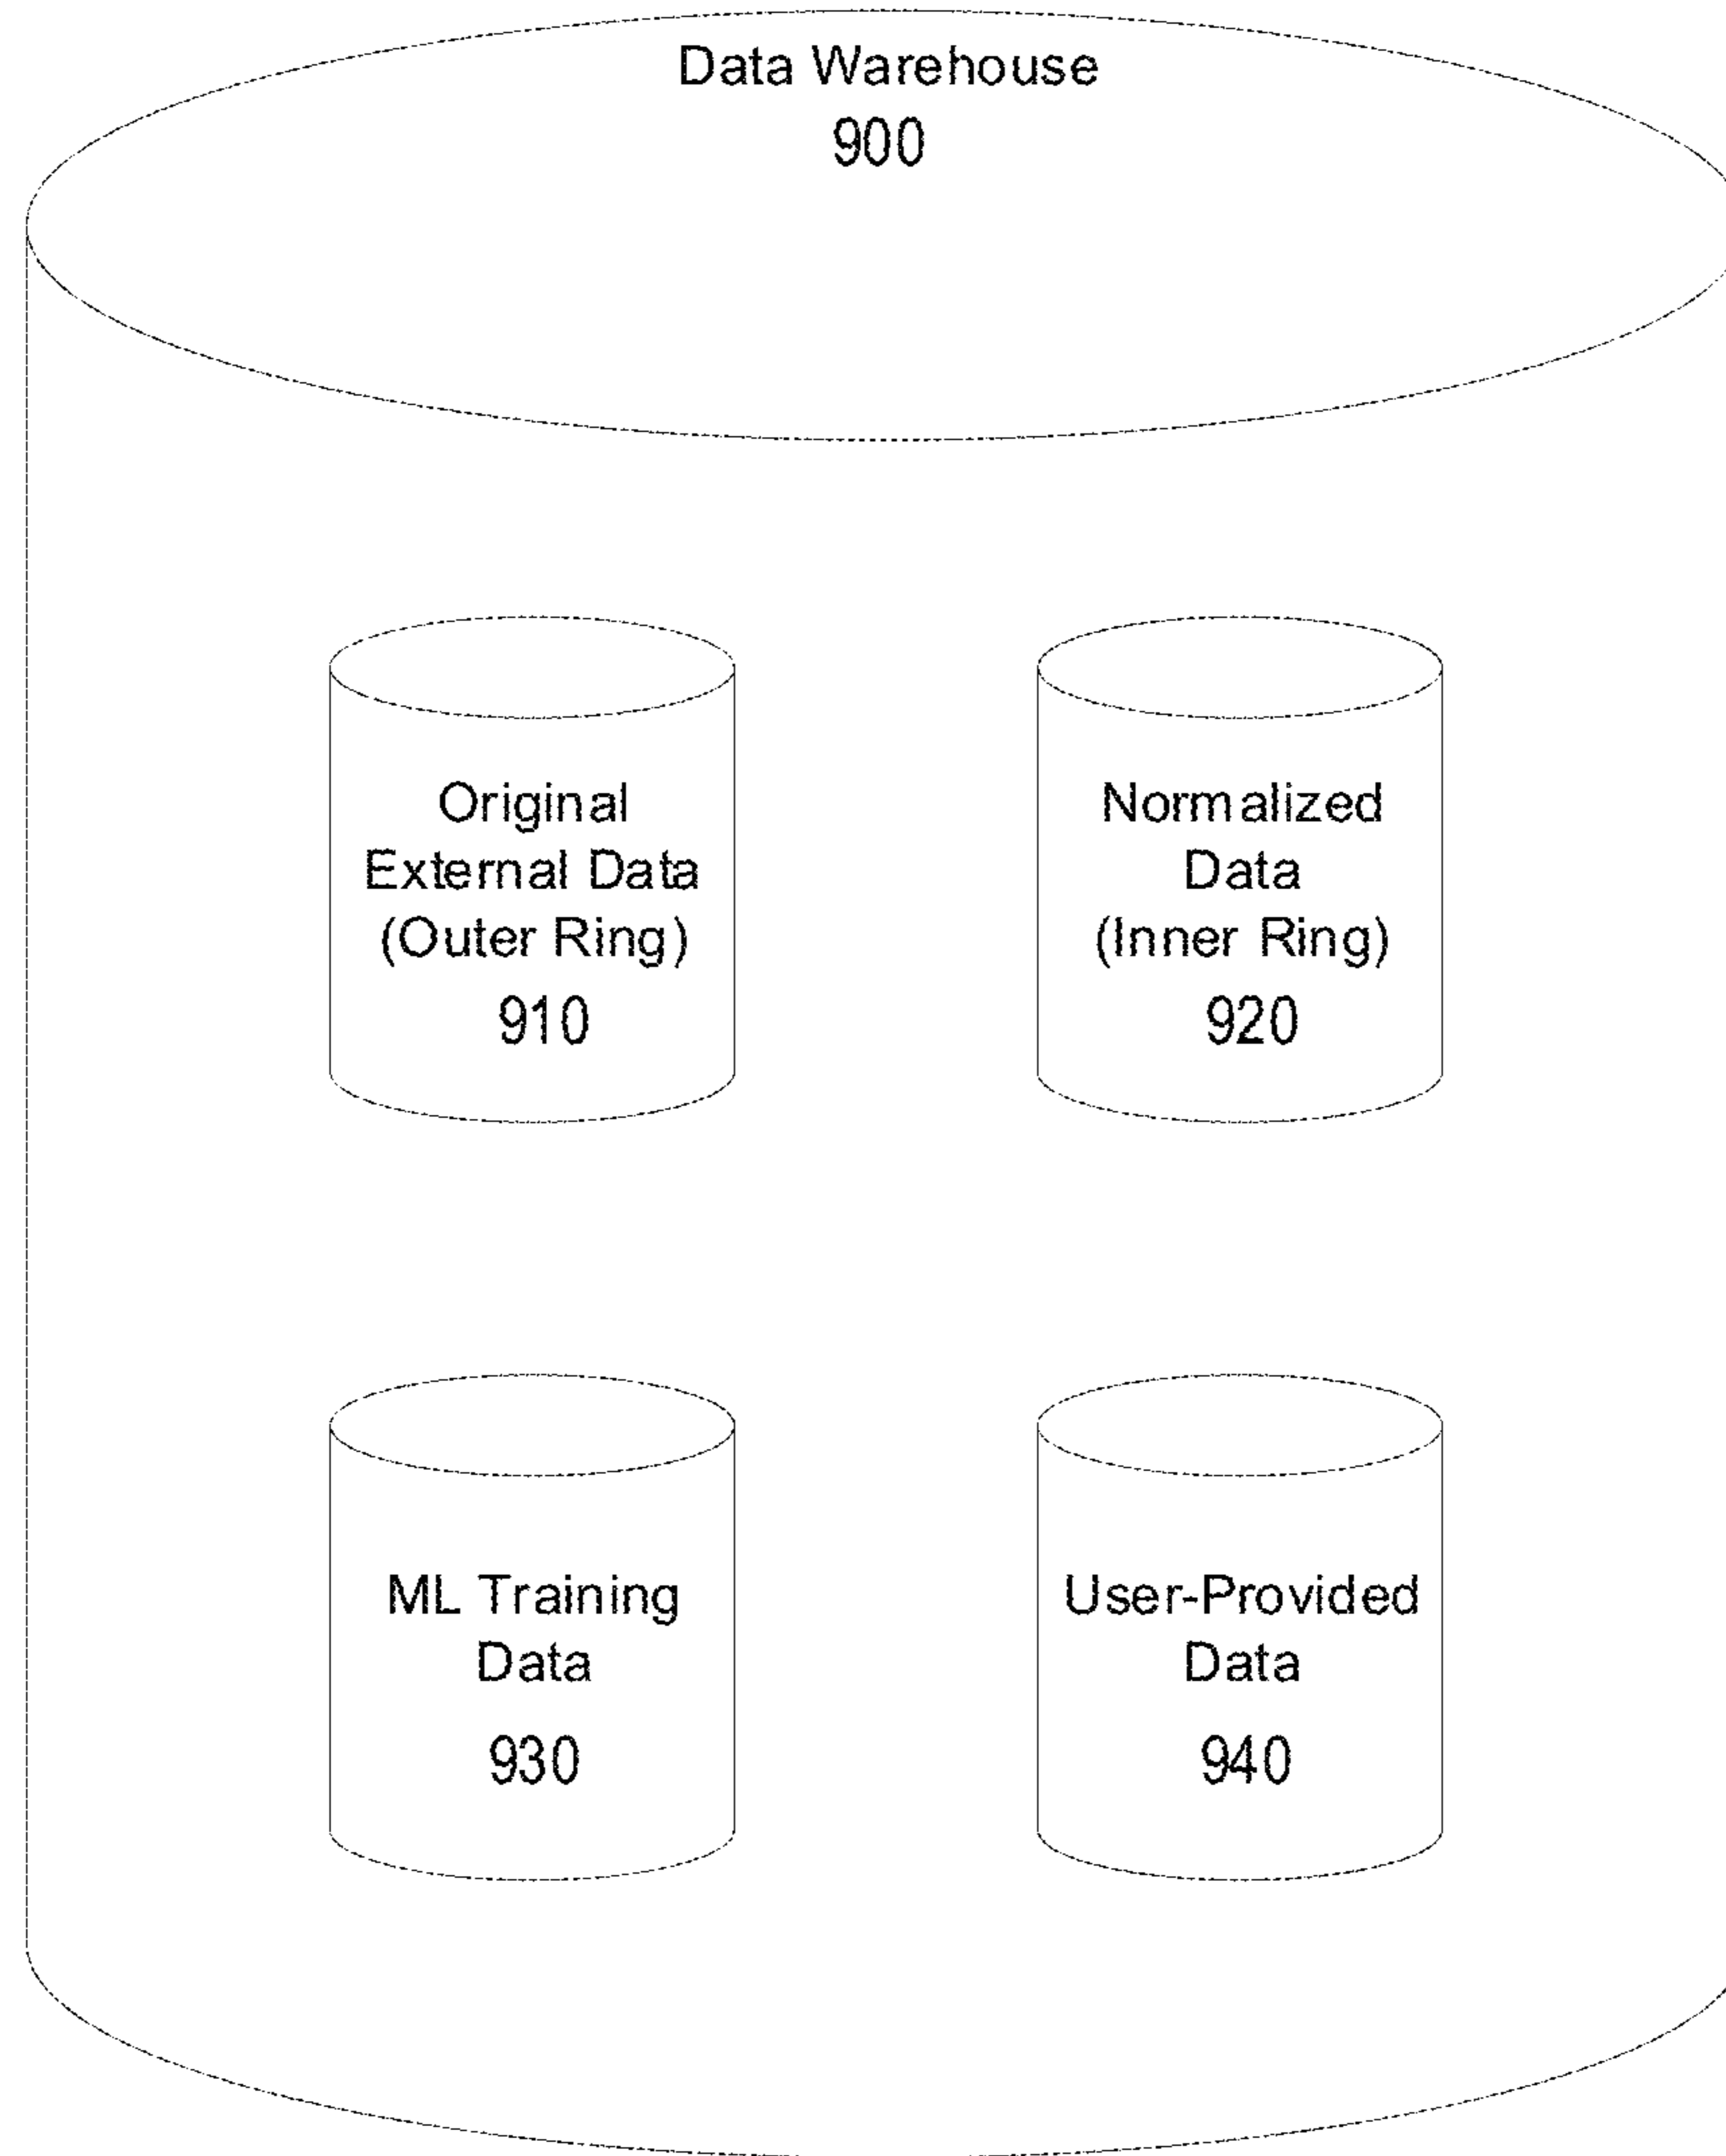 Data Warehouse
900
Original
External Data
(Outer Ring)
910
Normalized
Data
(Inner Ring)
920
ML Training
Data
930
User-Provided
Data
940